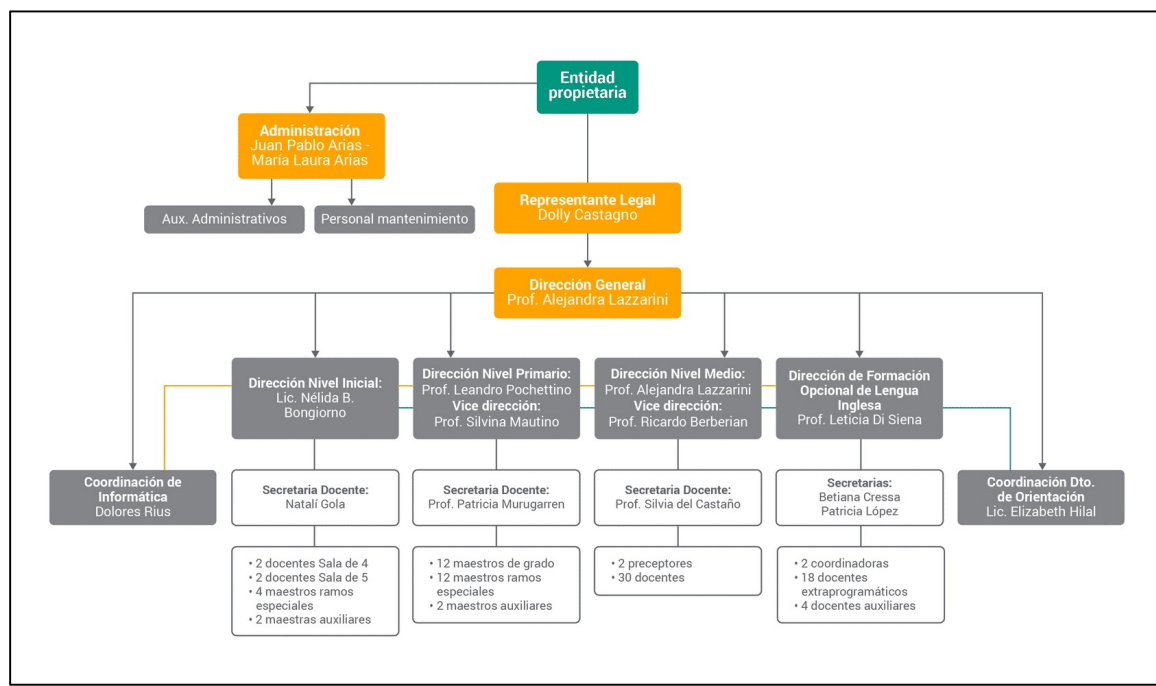 Entidad
propietaria
Administración
Juan Pablo Arias -
María Laura Arias
Aux. Administrativos
Personal mantenimiento
Representante Legal
Dolly Castagno
Dirección General
Prof. Alejandra Lazzarini
Dirección Nivel Inicial:
Lic. Nélida B.
Bongiorno
Dirección Nivel Primario:
Prof. Leandro Pochettino
Vice dirección:
Prof. Silvina Mautino
Dirección Nivel Medio:
Prof. Alejandra Lazzarini
Vice dirección:
Prof. Ricardo Berberian
Dirección de Formación
Opcional de Lengua
Inglesa
Prof. Leticia Di Siena
Coordinación de
Informática
Dolores Rius
Secretaria Docente:
Natalí Gola
Secretaria Docente:
Prof. Patricia Murugarren
Secretaria Docente:
Prof. Silvia del Castaño
Secretarias:
Betiana Cressa
Patricia López
Coordinación Dto.
de Orientación
Lic. Elizabeth Hilal
• 2 docentes Sala de 4
• 2 docentes Sala de 5
• 4 maestros ramos
especiales
• 2 maestras auxiliares
• 12 maestros de grado
• 12 maestros ramos
especiales
• 2 maestros auxiliares
• 2 preceptores
• 30 docentes
• 2 coordinadoras
• 18 docentes
extraprogramáticos
• 4 docentes auxiliares